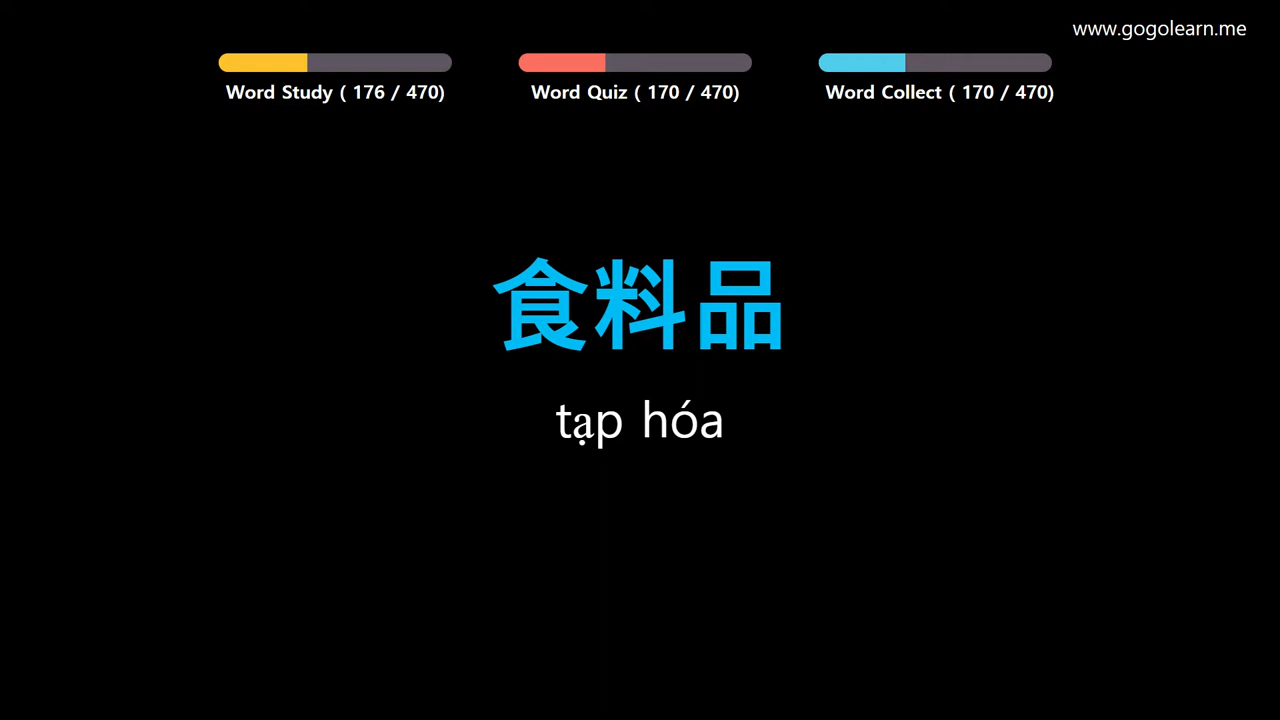 www.gogolearn.me
Word Study ( 176 / 470)
Word Quiz ( 170 / 470)
Word Collect ( 170 / 470)
食料品
tạp hóa